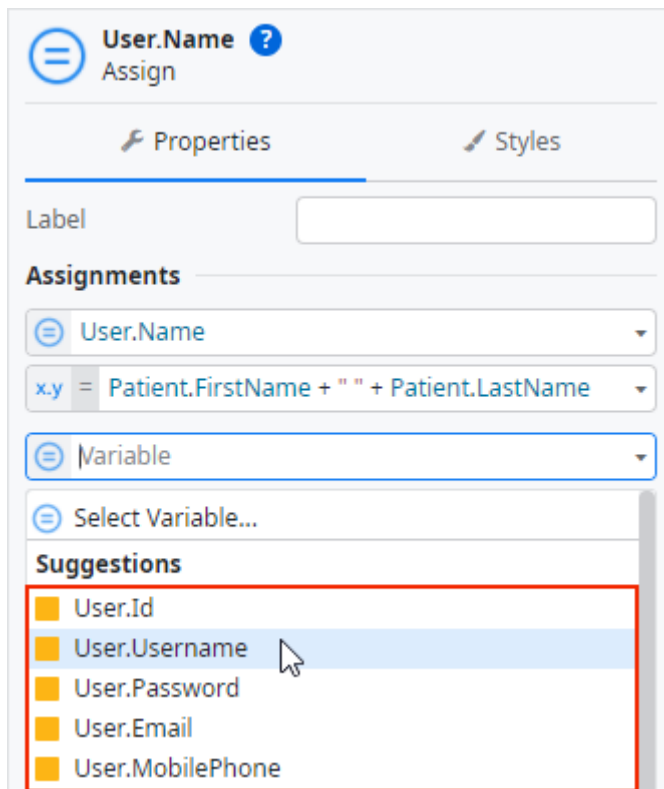 User.Name ?
Assign
Properties Styles
Label
Assignments
User.Name
x.y = Patient.FirstName + " " + Patient.LastName
Variable
Select Variable...
Suggestions
User.Id
User.Username
User.Password
User.Email
User.MobilePhone